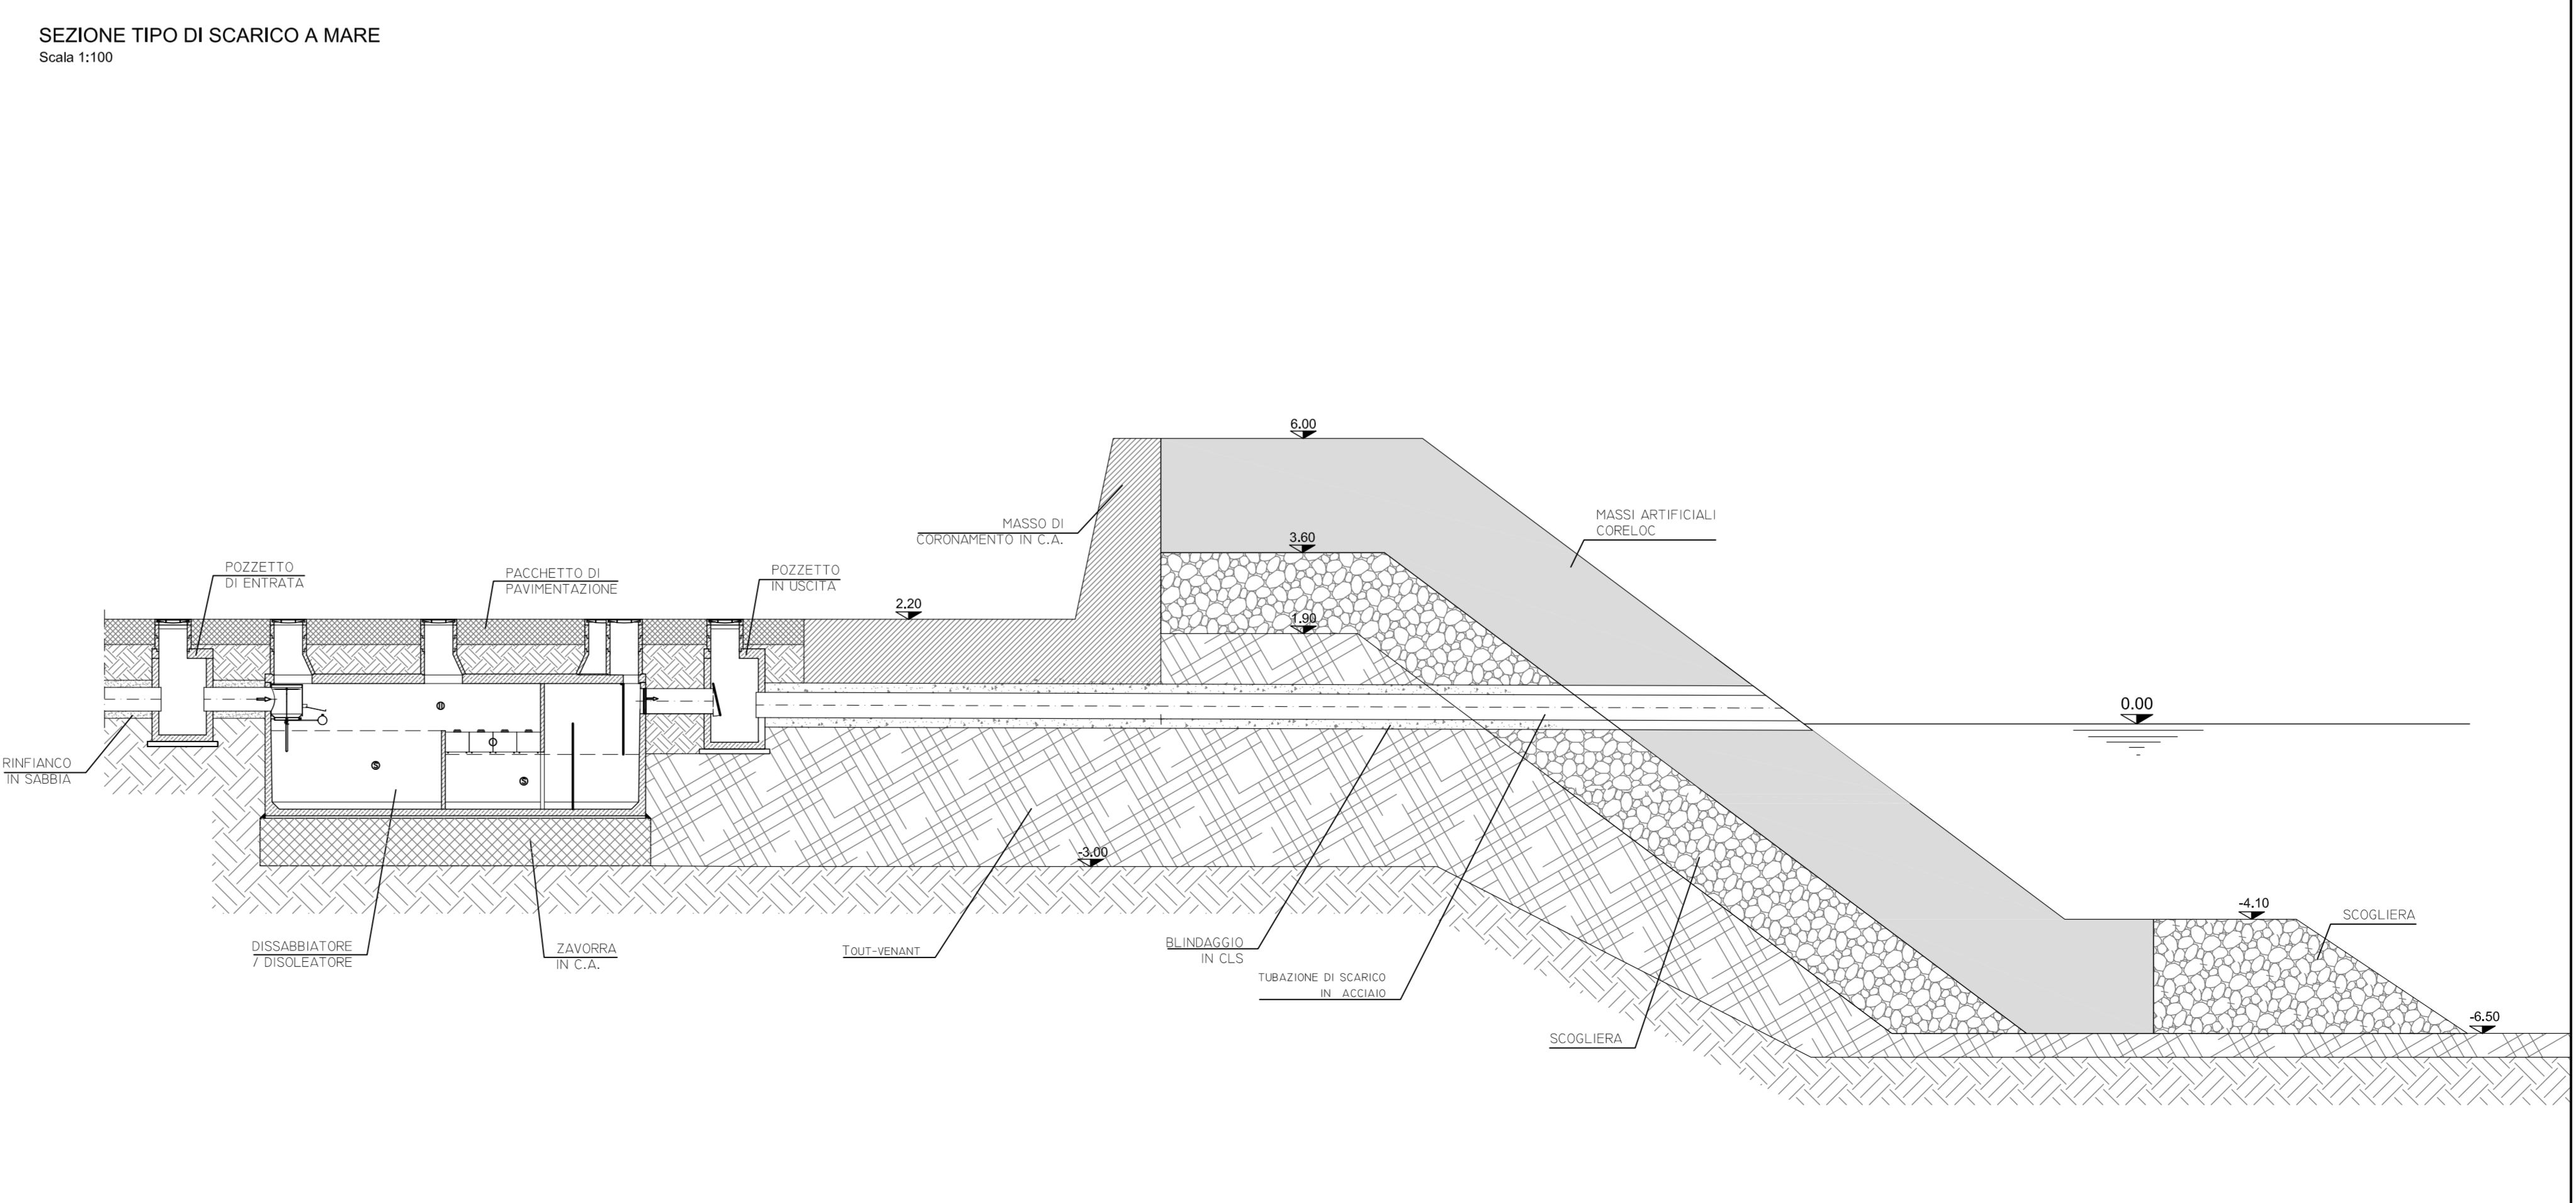 SEZIONE TIPO DI SCARICO A MARE
Scala 1:100
6.00
MASSI ARTIFICIALI
CORELOC
MASSO DI
CORONAMENTO IN C.A.
3.60
POZZETTO
DI ENTRATA
PACCHETTO DI
PAVIMENTAZIONE
POZZETTO
IN USCITA
2.20
1.90
0.00
RINFIANCO
IN SABBIA
S
S
-3.00
-4.10
SCOGLIERA
DISSABBIATORE
/ DISOLEATORE
ZAVORRA
IN C.A.
TOUT-VENANT
BLINDAGGIO
IN CLS
TUBAZIONE DI SCARICO
IN ACCIAIO
SCOGLIERA
-6.50